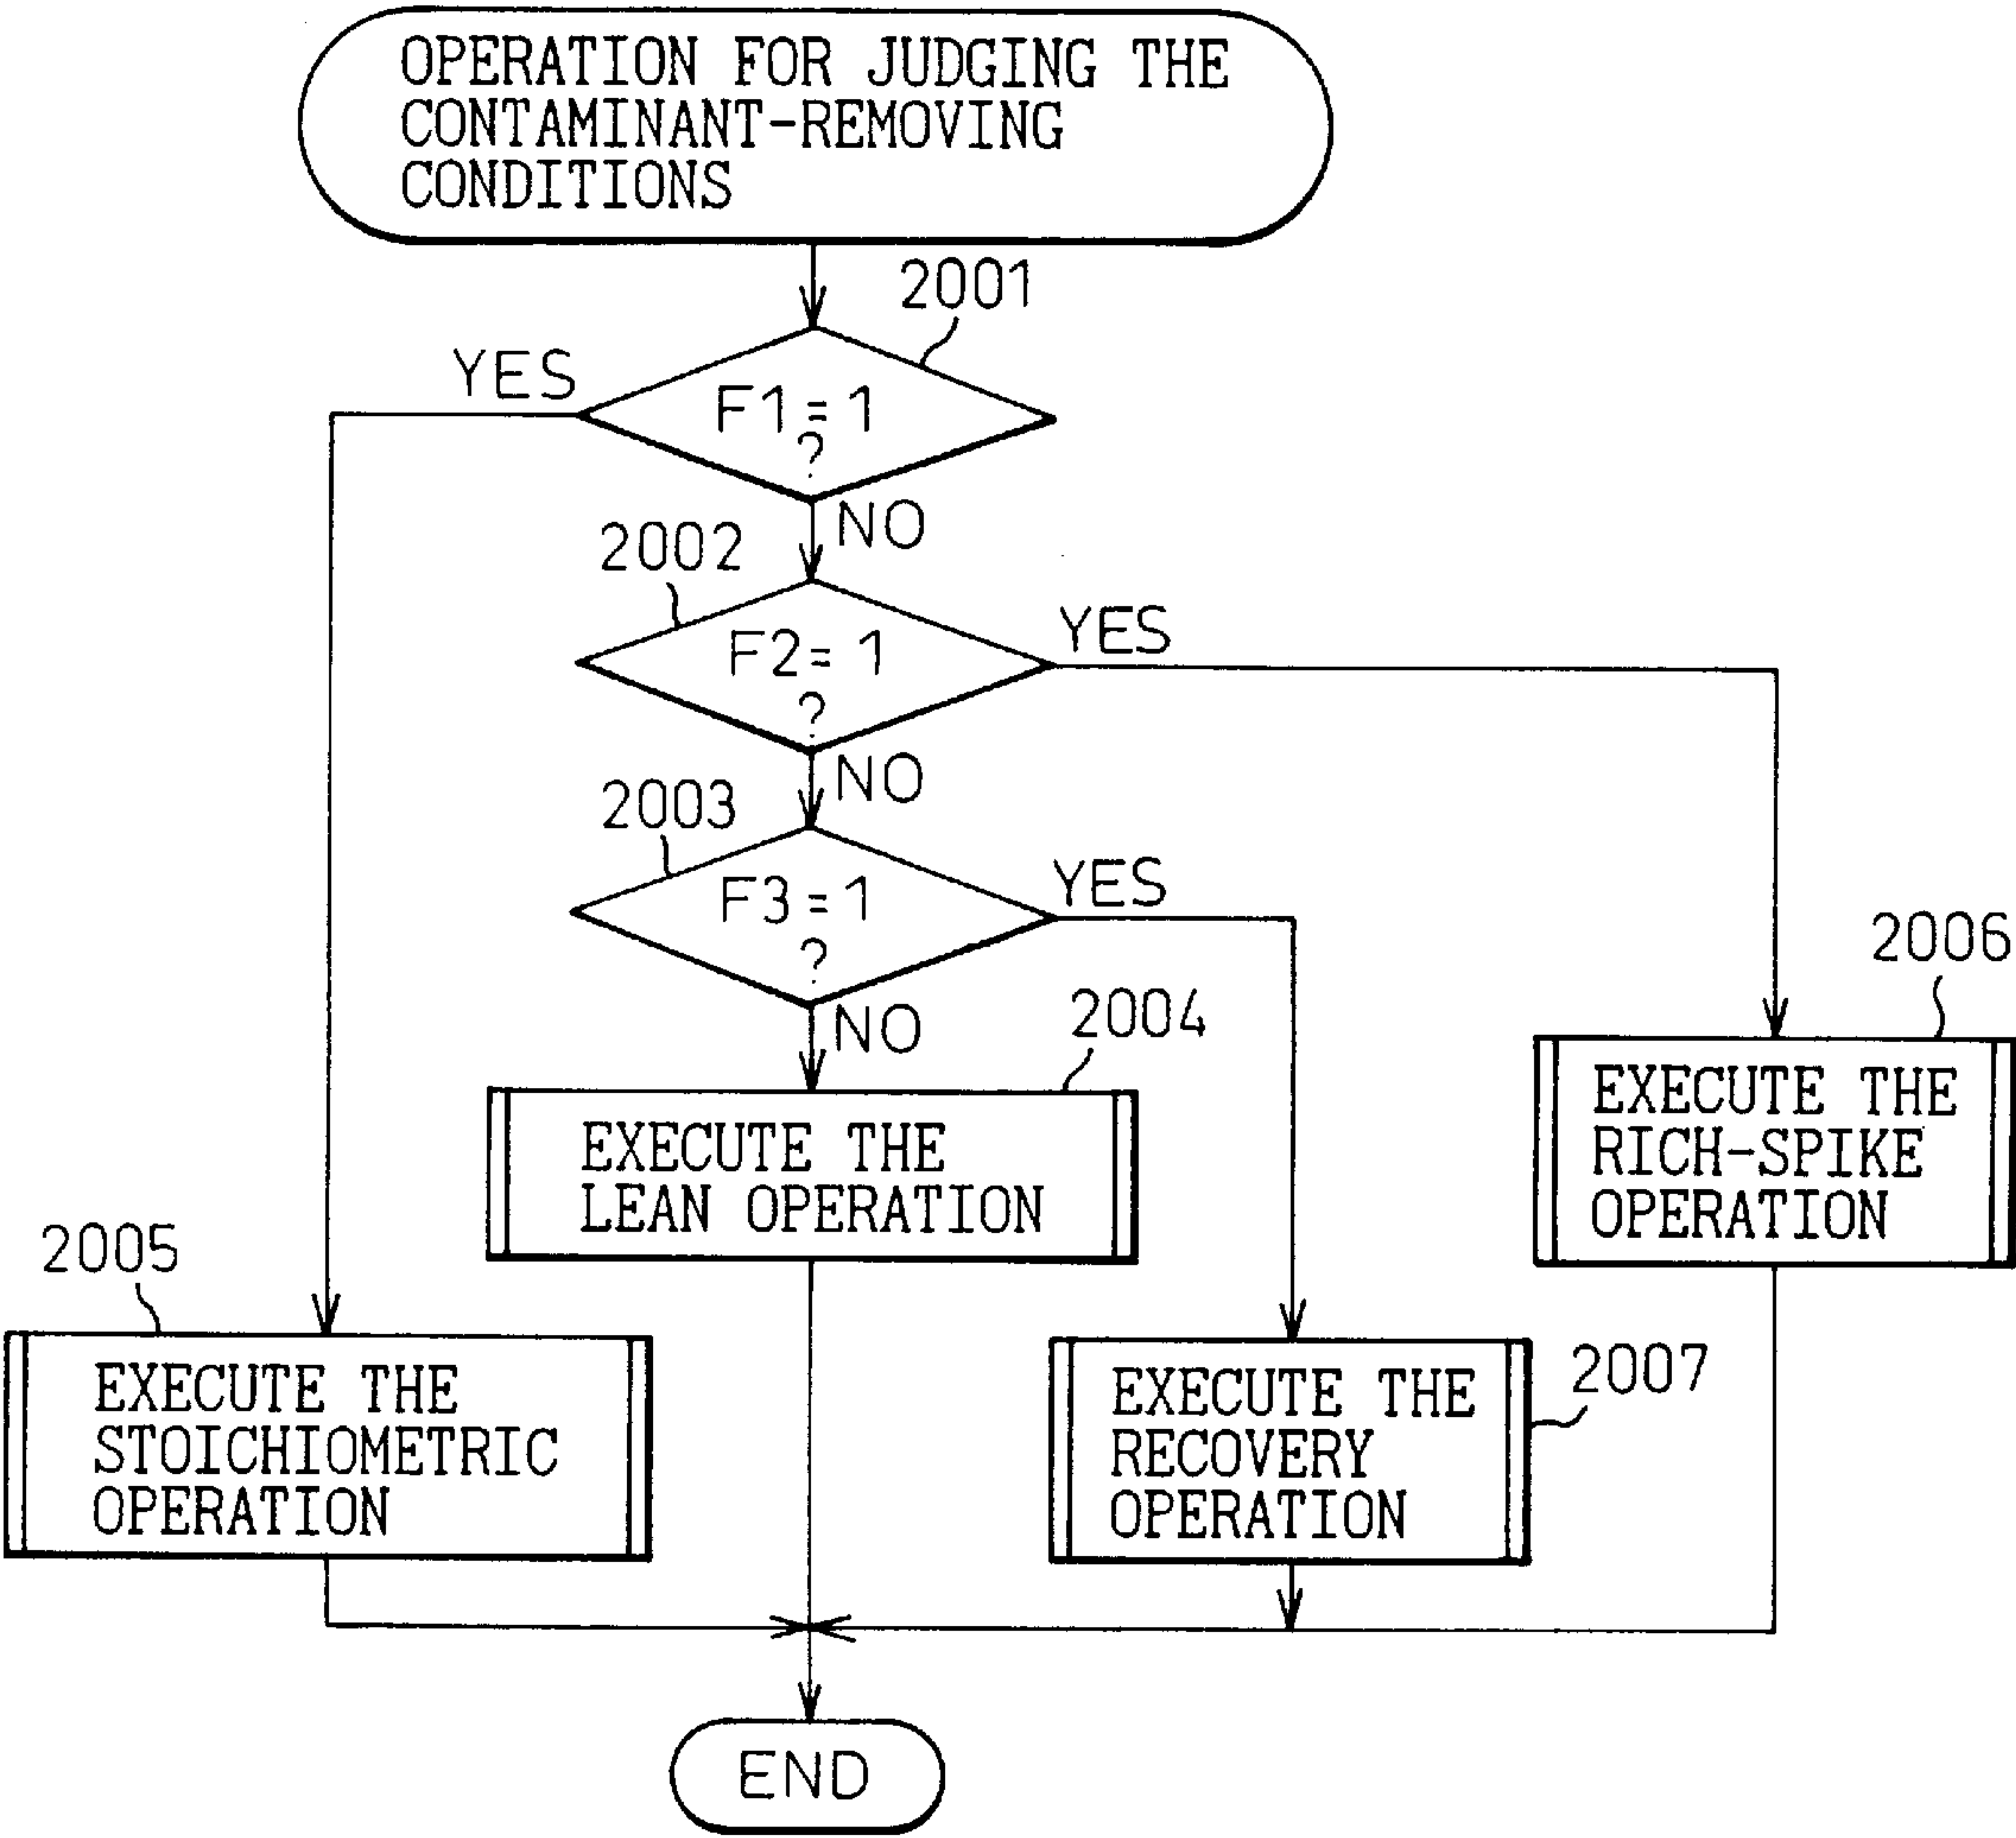 OPERATION FOR JUDGING THE
CONTAMINANT-REMOVING
CONDITIONS
2001
YES
F1=1
?
NO
2002
YES
F2=1
?
NO
2003
YES
F3=1
?
NO
2004
2006
EXECUTE THE
RICH-SPIKE
OPERATION
EXECUTE THE
LEAN OPERATION
2005
EXECUTE THE
STOICHIOMETRIC
OPERATION
2007
EXECUTE THE
RECOVERY
OPERATION
END